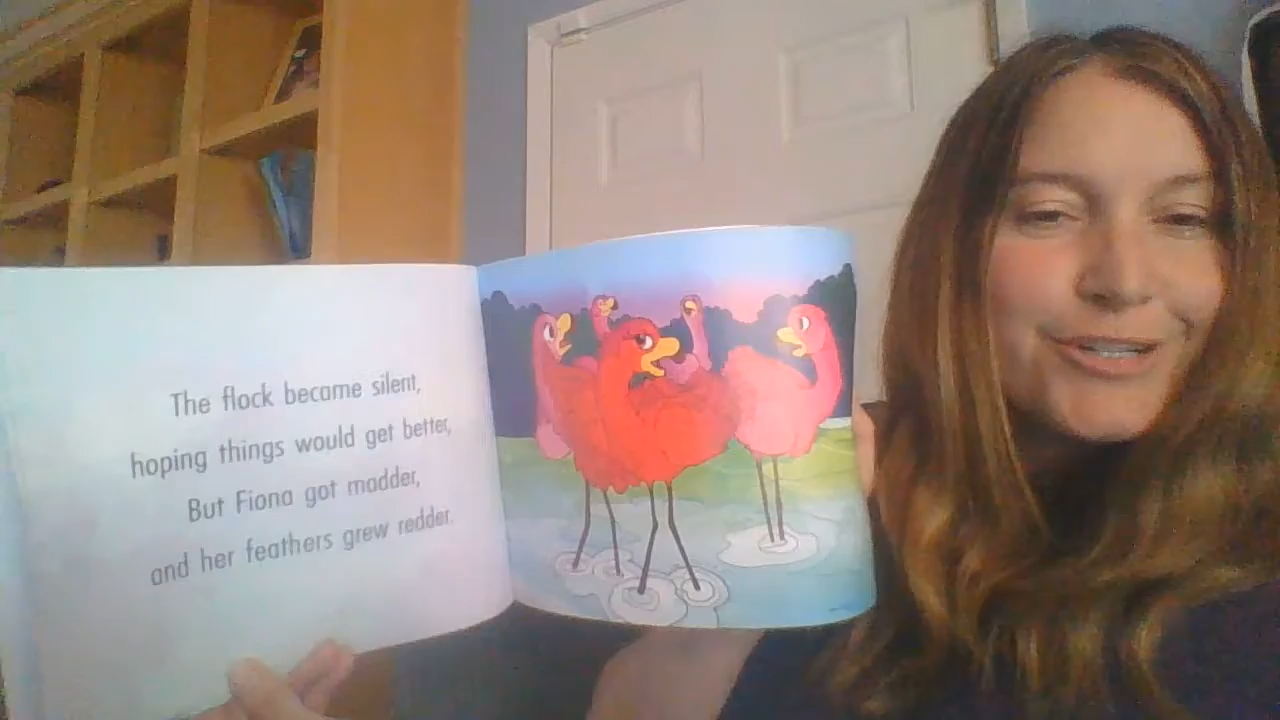 The flock became silent,
hoping things would get better,
But Fiona got madder,
and her feathers grew redder.